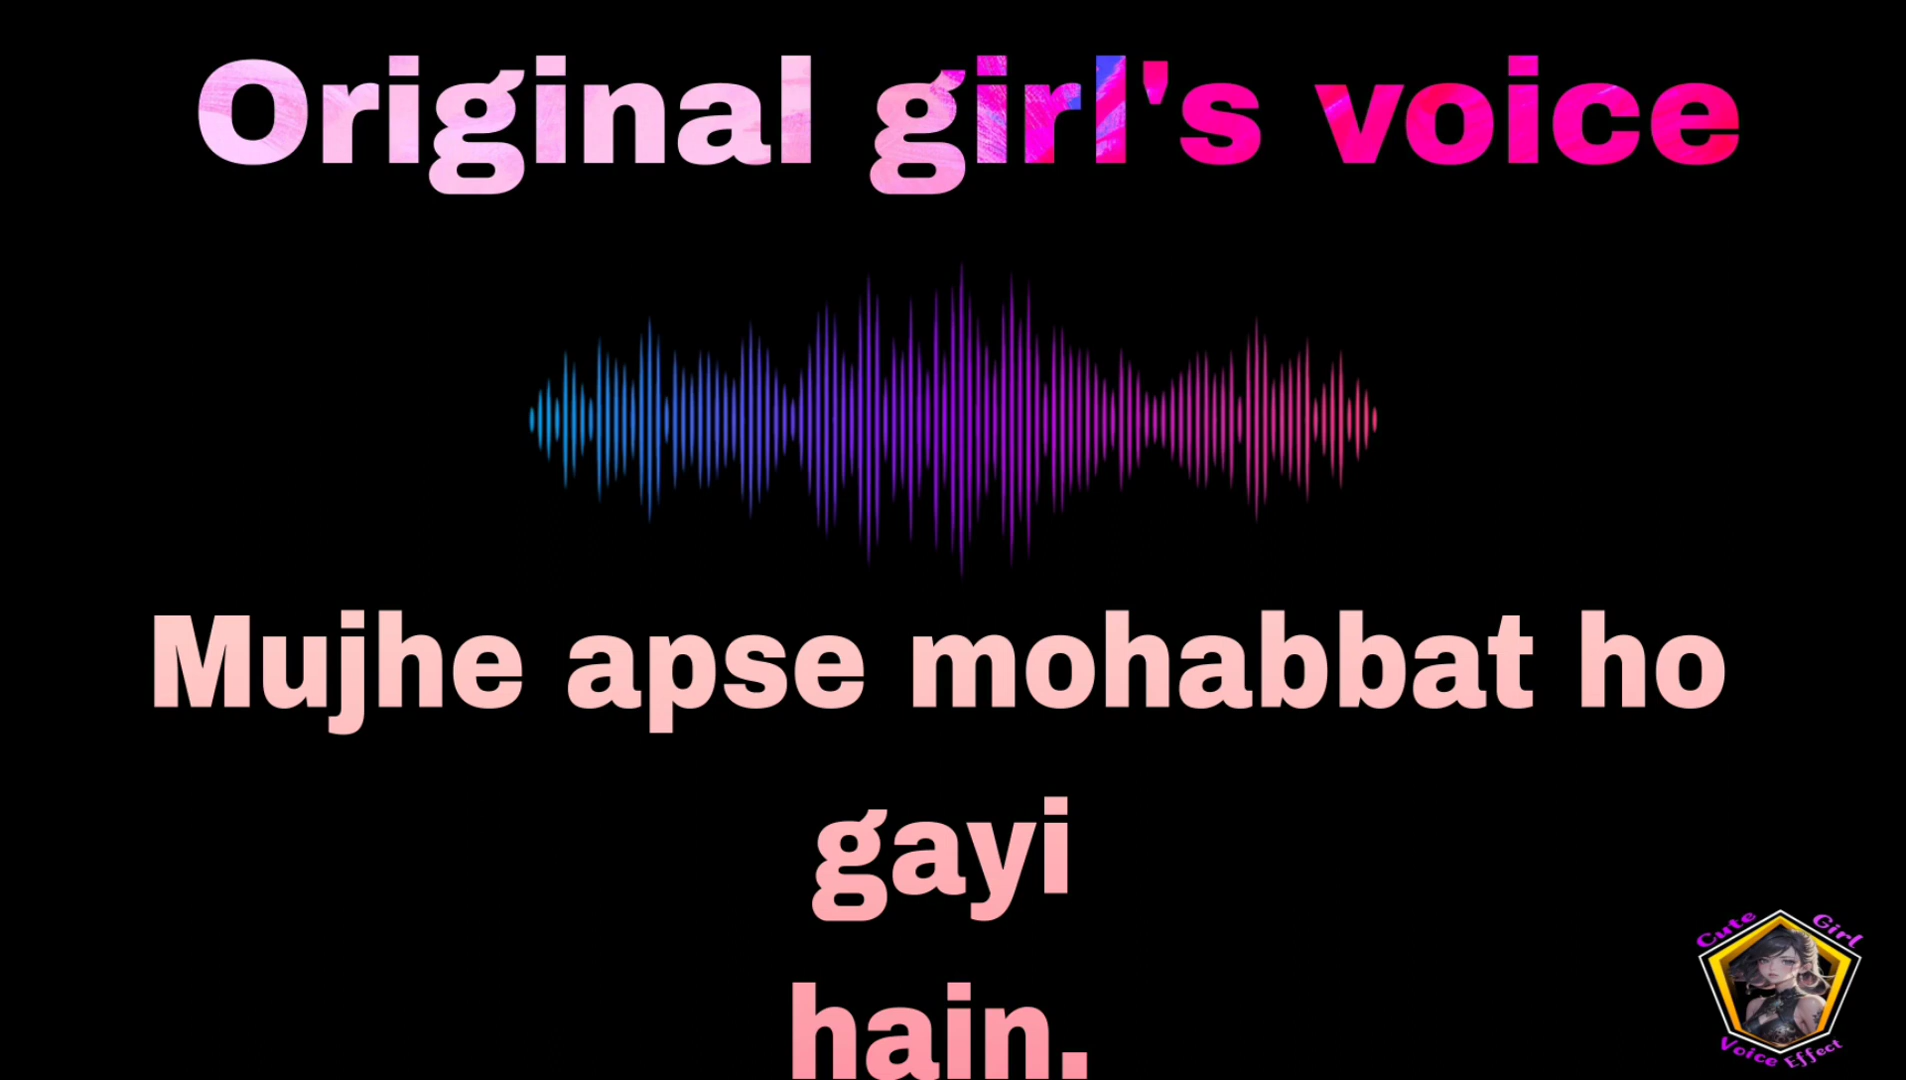 Original girl's voice
Mujhe apse mohabbat ho
gayi
hain.
Cute Girl
Voice Effect